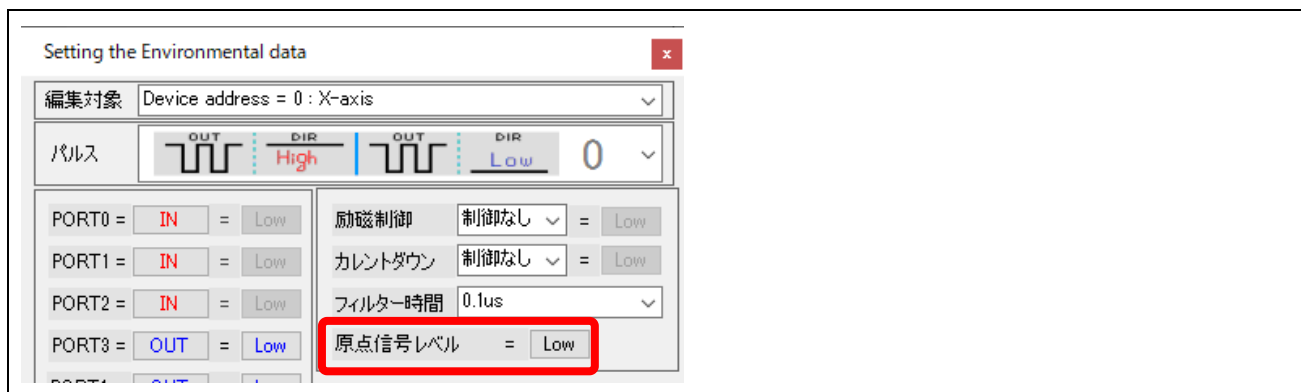 Setting the Environmental data x
編集対象 Device address = 0 : X-axis
パルス OUT DIR High OUT DIR Low 0
PORT0 = IN = Low 励磁制御 制御なし = Low
PORT1 = IN = Low カレントダウン 制御なし = Low
PORT2 = IN = Low フィルター時間 0.1us
PORT3 = OUT = Low 原点信号レベル = Low